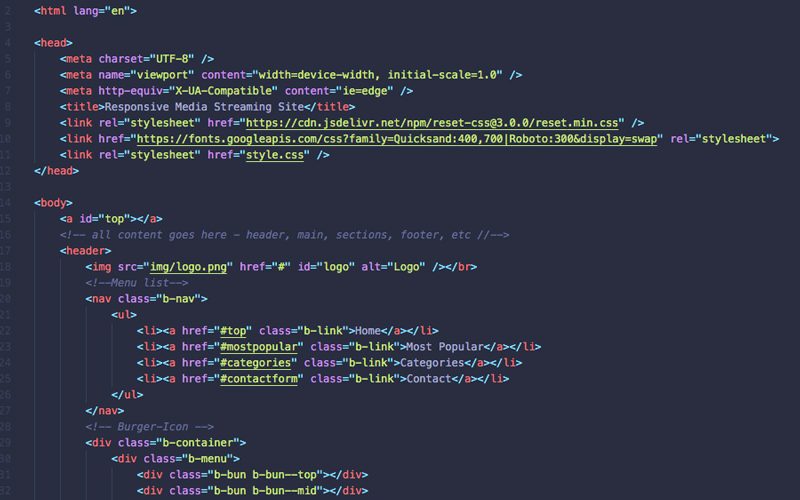 2 <html lang="en">
3
4 <head>
5 <meta charset="UTF-8" />
6 <meta name="viewport" content="width=device-width, initial-scale=1.0" />
7 <meta http-equiv="X-UA-Compatible" content="ie=edge" />
8 <title>Responsive Media Streaming Site</title>
9 <link rel="stylesheet" href="https://cdn.jsdelivr.net/npm/reset-css@3.0.0/reset.min.css" />
10 <link href="https://fonts.googleapis.com/css?family=Quicksand:400,700|Roboto:300&display=swap" rel="stylesheet">
11 <link rel="stylesheet" href="style.css" />
12 </head>
13
14 <body>
15 <a id="top"></a>
16 <!-- all content goes here - header, main, sections, footer, etc //-->
17 <header>
18 <img src="img/logo.png" href="#" id="logo" alt="Logo" /></br>
19 <!--Menu list-->
20 <nav class="b-nav">
21 <ul>
22 <li><a href="#top" class="b-link">Home</a></li>
23 <li><a href="#mostpopular" class="b-link">Most Popular</a></li>
24 <li><a href="#categories" class="b-link">Categories</a></li>
25 <li><a href="#contactform" class="b-link">Contact</a></li>
26 </ul>
27 </nav>
28 <!-- Burger-Icon -->
29 <div class="b-container">
30 <div class="b-menu">
31 <div class="b-bun b-bun--top"></div>
32 <div class="b-bun b-bun--mid"></div>